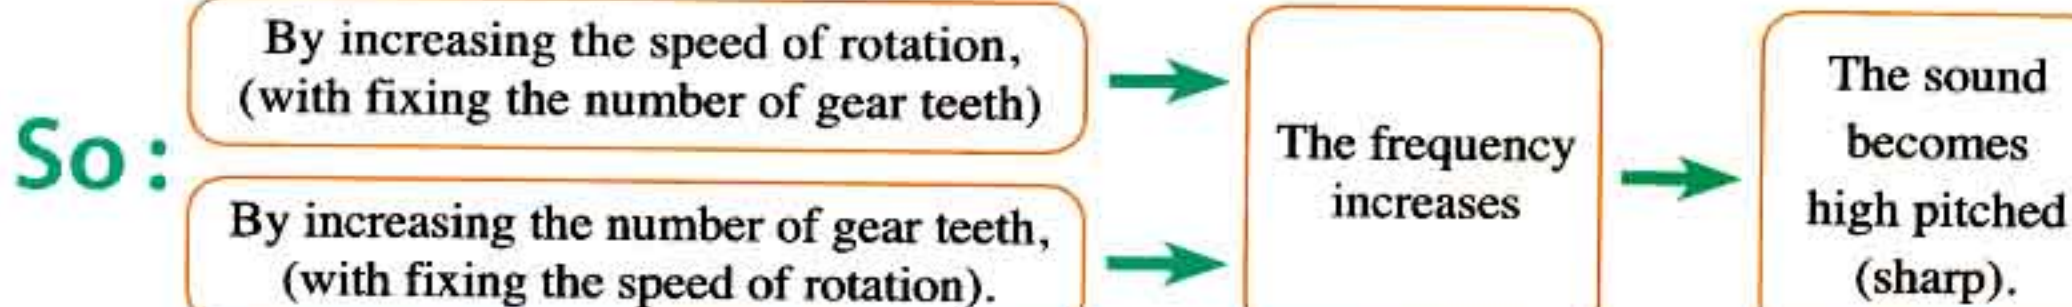 So :
By increasing the speed of rotation,
(with fixing the number of gear teeth)
By increasing the number of gear teeth,
(with fixing the speed of rotation).
The frequency
increases
The sound
becomes
high pitched
(sharp).